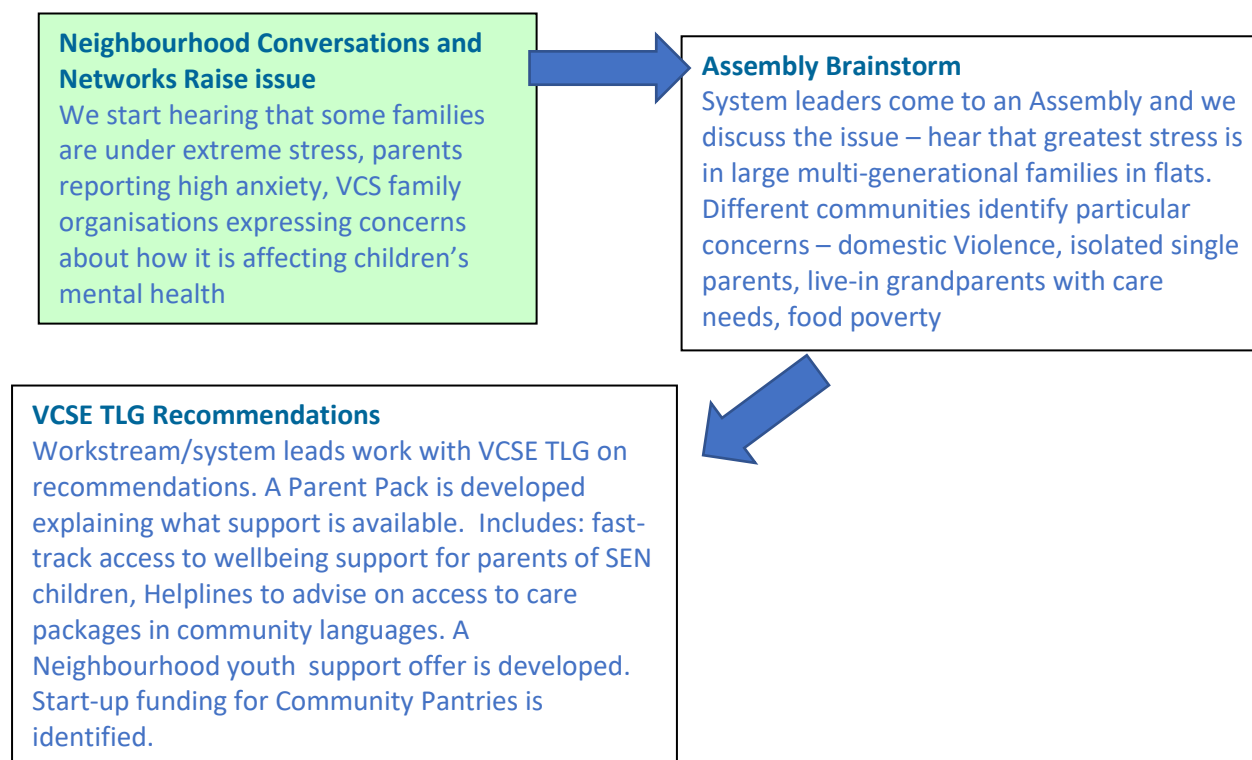 Neighbourhood Conversations and
Networks Raise issue
We start hearing that some families
are under extreme stress, parents
reporting high anxiety, VCS family
organisations expressing concerns
about how it is affecting children’s
mental health
Assembly Brainstorm
System leaders come to an Assembly and we
discuss the issue – hear that greatest stress is
in large multi-generational families in flats.
Different communities identify particular
concerns – domestic Violence, isolated single
parents, live-in grandparents with care
needs, food poverty
VCSE TLG Recommendations
Workstream/system leads work with VCSE TLG on
recommendations. A Parent Pack is developed
explaining what support is available.  Includes: fast-
track access to wellbeing support for parents of SEN
children, Helplines to advise on access to care
packages in community languages. A
Neighbourhood youth  support offer is developed.
Start-up funding for Community Pantries is
identified.